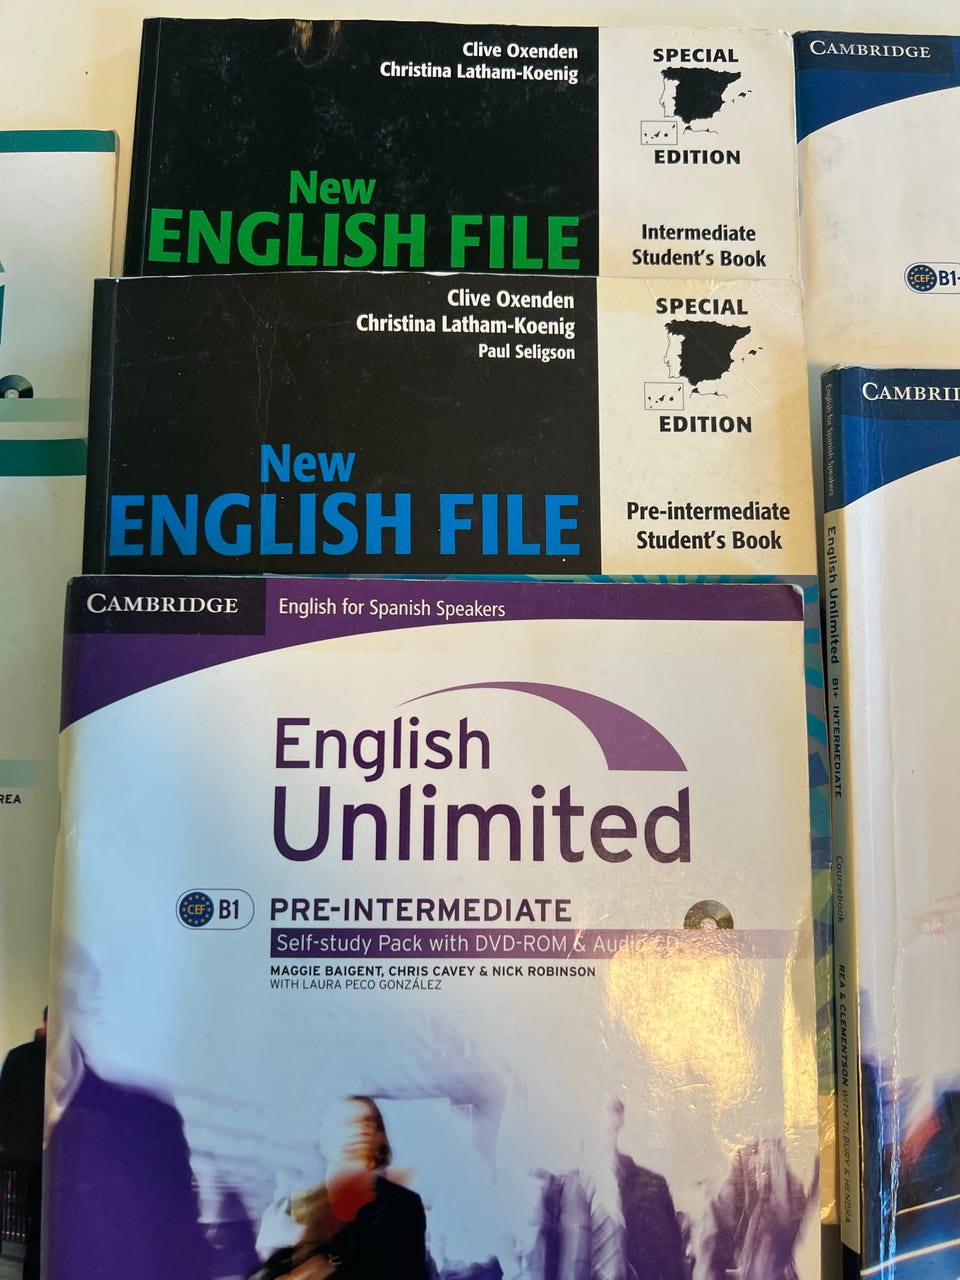 Clive Oxenden
Christina Latham-Koenig
New
ENGLISH FILE
SPECIAL
EDITION
Intermediate
Student's Book
CAMBRIDGE
CEF B1+
Clive Oxenden
Christina Latham-Koenig
Paul Seligson
New
ENGLISH FILE
SPECIAL
EDITION
Pre-intermediate
Student's Book
CAMBRIDGE English for Spanish Speakers
English
Unlimited
CEF B1 PRE-INTERMEDIATE
Self-study Pack with DVD-ROM & Audio CD
MAGGIE BAIGENT, CHRIS CAVEY & NICK ROBINSON
WITH LAURA PECO GONZÁLEZ
REA
CAMBRID
English for Spanish Speakers
English Unlimited B1+ INTERMEDIATE Coursebook REA & CLEMENTSON WITH TILBURY & HENDRA